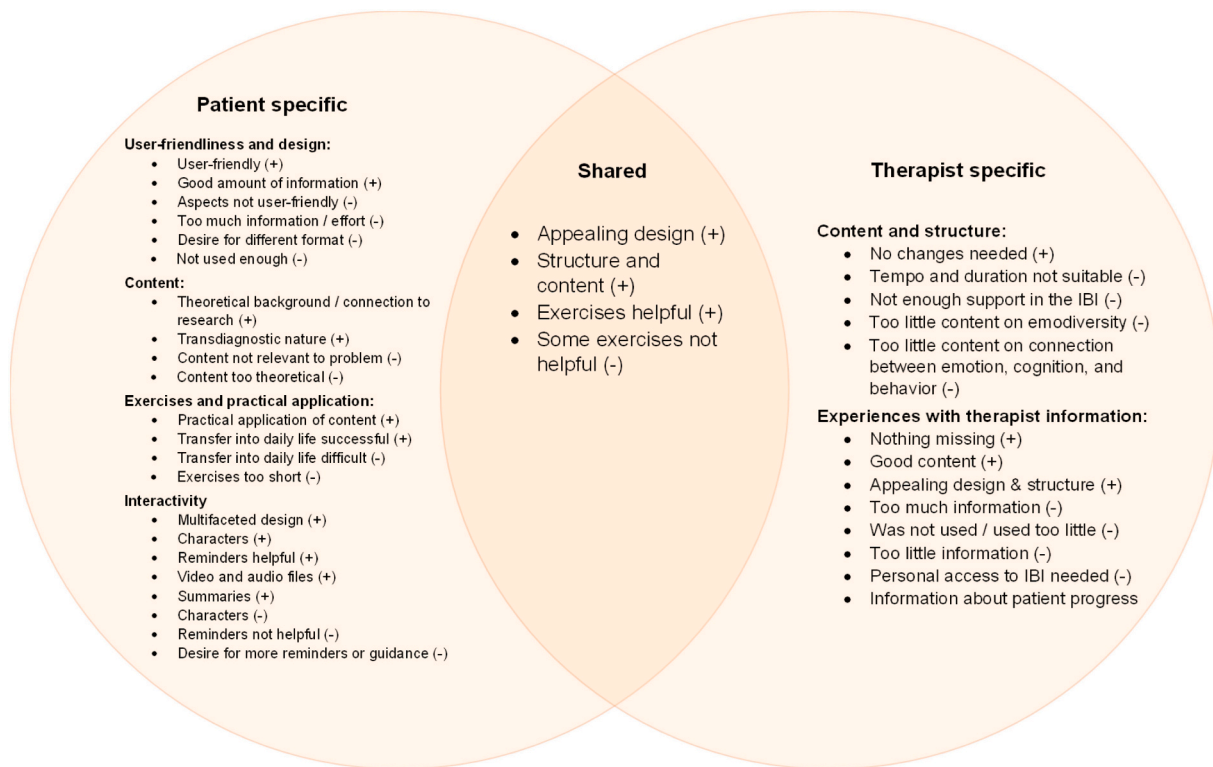 Patient specific
User-friendliness and design:
• User-friendly (+)
• Good amount of information (+)
• Aspects not user-friendly (-)
• Too much information / effort (-)
• Desire for different format (-)
• Not used enough (-)
Content:
• Theoretical background / connection to
research (+)
• Transdiagnostic nature (+)
• Content not relevant to problem (-)
• Content too theoretical (-)
Exercises and practical application:
• Practical application of content (+)
• Transfer into daily life successful (+)
• Transfer into daily life difficult (-)
• Exercises too short (-)
Interactivity
• Multifaceted design (+)
• Characters (+)
• Reminders helpful (+)
• Video and audio files (+)
• Summaries (+)
• Characters (-)
• Reminders not helpful (-)
• Desire for more reminders or guidance (-)
Shared
• Appealing design (+)
• Structure and
content (+)
• Exercises helpful (+)
• Some exercises not
helpful (-)
Therapist specific
Content and structure:
• No changes needed (+)
• Tempo and duration not suitable (-)
• Not enough support in the IBI (-)
• Too little content on emodiversity (-)
• Too little content on connection
between emotion, cognition, and
behavior (-)
Experiences with therapist information:
• Nothing missing (+)
• Good content (+)
• Appealing design & structure (+)
• Too much information (-)
• Was not used / used too little (-)
• Too little information (-)
• Personal access to IBI needed (-)
• Information about patient progress